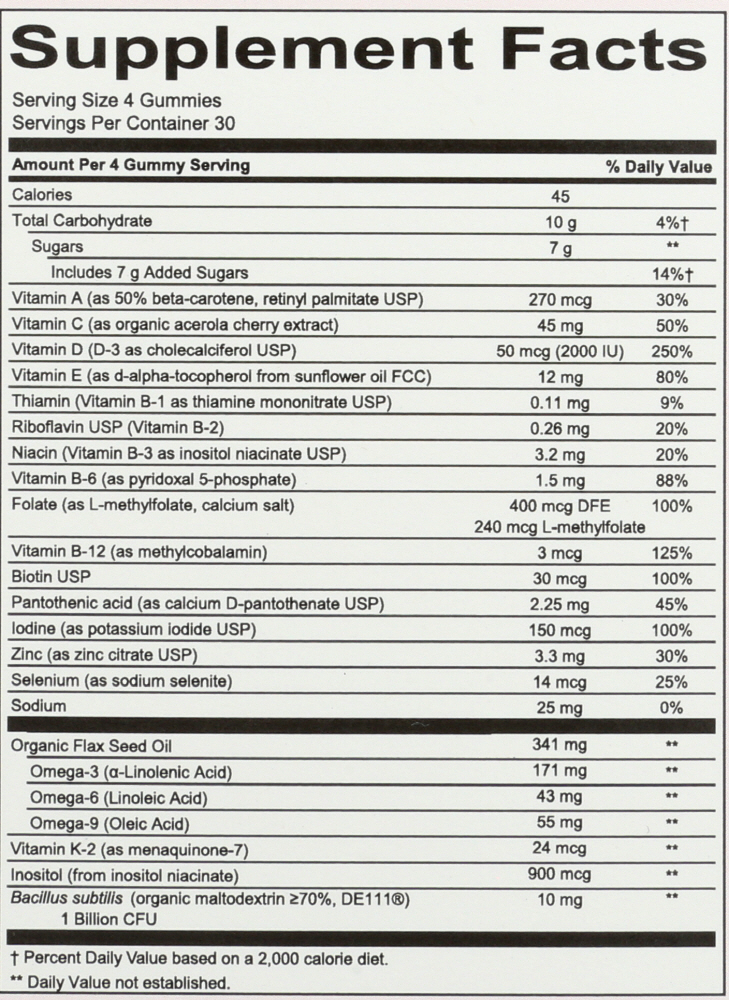 Supplement Facts
Serving Size 4 Gummies
Servings Per Container 30
Amount Per 4 Gummy Serving % Daily Value
Calories 45
Total Carbohydrate 10 g 4%†
Sugars 7 g **
Includes 7 g Added Sugars 14%†
Vitamin A (as 50% beta-carotene, retinyl palmitate USP) 270 mcg 30%
Vitamin C (as organic acerola cherry extract) 45 mg 50%
Vitamin D (D-3 as cholecalciferol USP) 50 mcg (2000 IU) 250%
Vitamin E (as d-alpha-tocopherol from sunflower oil FCC) 12 mg 80%
Thiamin (Vitamin B-1 as thiamine mononitrate USP) 0.11 mg 9%
Riboflavin USP (Vitamin B-2) 0.26 mg 20%
Niacin (Vitamin B-3 as inositol niacinate USP) 3.2 mg 20%
Vitamin B-6 (as pyridoxal 5-phosphate) 1.5 mg 88%
Folate (as L-methylfolate, calcium salt) 400 mcg DFE 100%
240 mcg L-methylfolate
Vitamin B-12 (as methylcobalamin) 3 mcg 125%
Biotin USP 30 mcg 100%
Pantothenic acid (as calcium D-pantothenate USP) 2.25 mg 45%
Iodine (as potassium iodide USP) 150 mcg 100%
Zinc (as zinc citrate USP) 3.3 mg 30%
Selenium (as sodium selenite) 14 mcg 25%
Sodium 25 mg 0%
Organic Flax Seed Oil 341 mg **
Omega-3 (α-Linolenic Acid) 171 mg **
Omega-6 (Linoleic Acid) 43 mg **
Omega-9 (Oleic Acid) 55 mg **
Vitamin K-2 (as menaquinone-7) 24 mcg **
Inositol (from inositol niacinate) 900 mcg **
Bacillus subtilis (organic maltodextrin ≥70%, DE111®) 10 mg **
1 Billion CFU
† Percent Daily Value based on a 2,000 calorie diet.
** Daily Value not established.